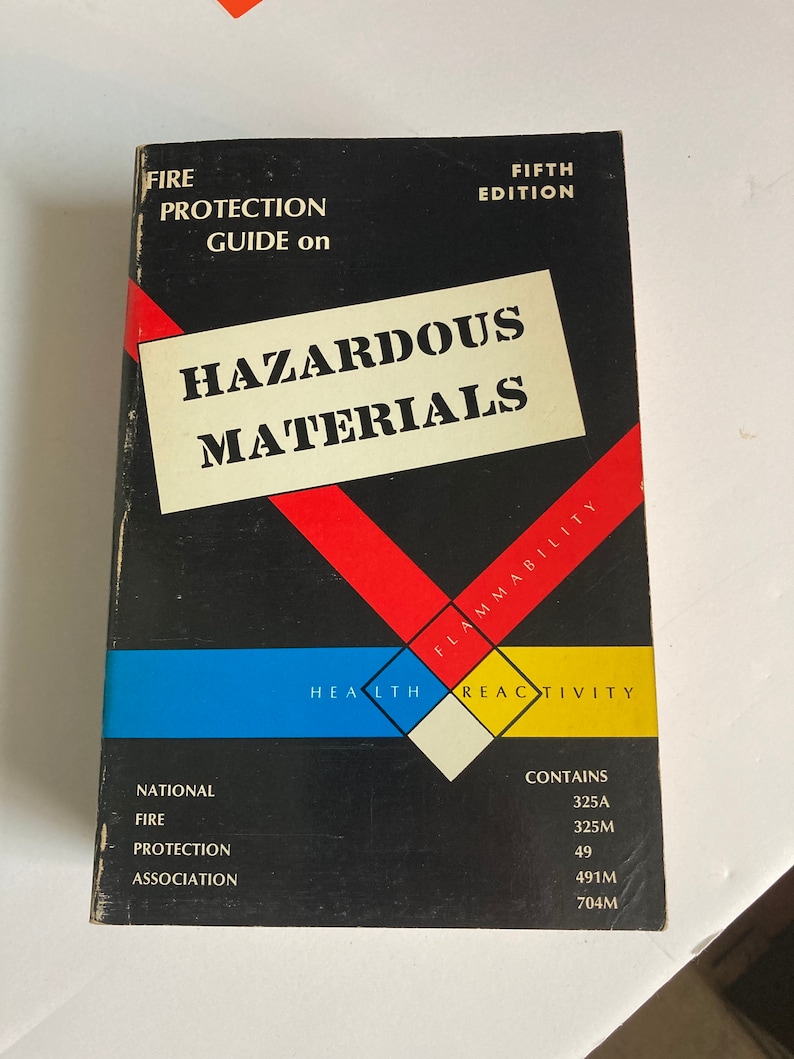 FIRE
PROTECTION
GUIDE on
FIFTH
EDITION
HAZARDOUS
MATERIALS
FLAMMABILITY
HEALTH
REACTIVITY
NATIONAL
FIRE
PROTECTION
ASSOCIATION
CONTAINS
325A
325M
49
491M
704M